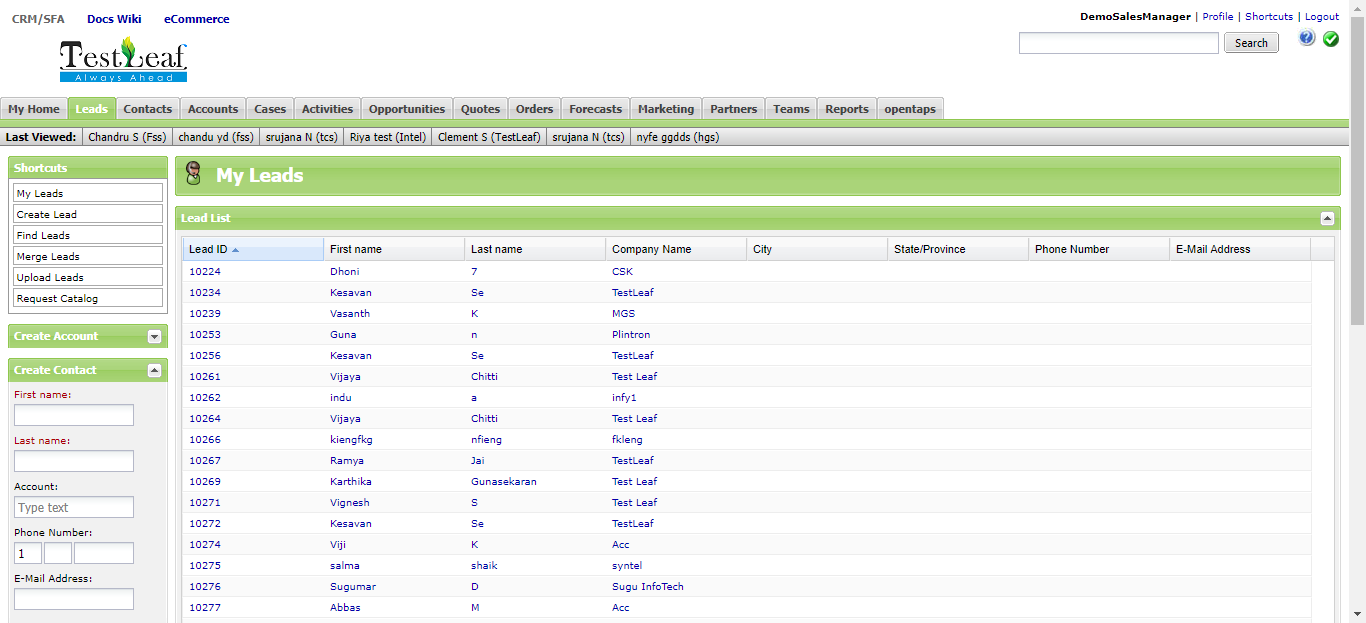 CRM/SFA Docs Wiki eCommerce
DemoSalesManager | Profile | Shortcuts | Logout
TestLeaf
Always Ahead
Search
?
My Home Leads Contacts Accounts Cases Activities Opportunities Quotes Orders Forecasts Marketing Partners Teams Reports opentaps
Last Viewed: Chandru S (Fss) chandu yd (fss) srujana N (tcs) Riya test (Intel) Clement S (TestLeaf) srujana N (tcs) nyfe ggdds (hgs)
Shortcuts
My Leads
Create Lead
Find Leads
Merge Leads
Upload Leads
Request Catalog
Create Account
Create Contact
First name:
Last name:
Account:
Type text
Phone Number:
1
E-Mail Address:
My Leads
Lead List
Lead ID First name Last name Company Name City State/Province Phone Number E-Mail Address
10224 Dhoni 7 CSK
10234 Kesavan Se TestLeaf
10239 Vasanth K MGS
10253 Guna n Plintron
10256 Kesavan Se TestLeaf
10261 Vijaya Chitti Test Leaf
10262 indu a infy1
10264 Vijaya Chitti Test Leaf
10266 kiengfkg nfieng fkleng
10267 Ramya Jai TestLeaf
10269 Karthika Gunasekaran Test Leaf
10271 Vignesh S Test Leaf
10272 Kesavan Se TestLeaf
10274 Viji K Acc
10275 salma shaik syntel
10276 Sugumar D Sugu InfoTech
10277 Abbas M Acc